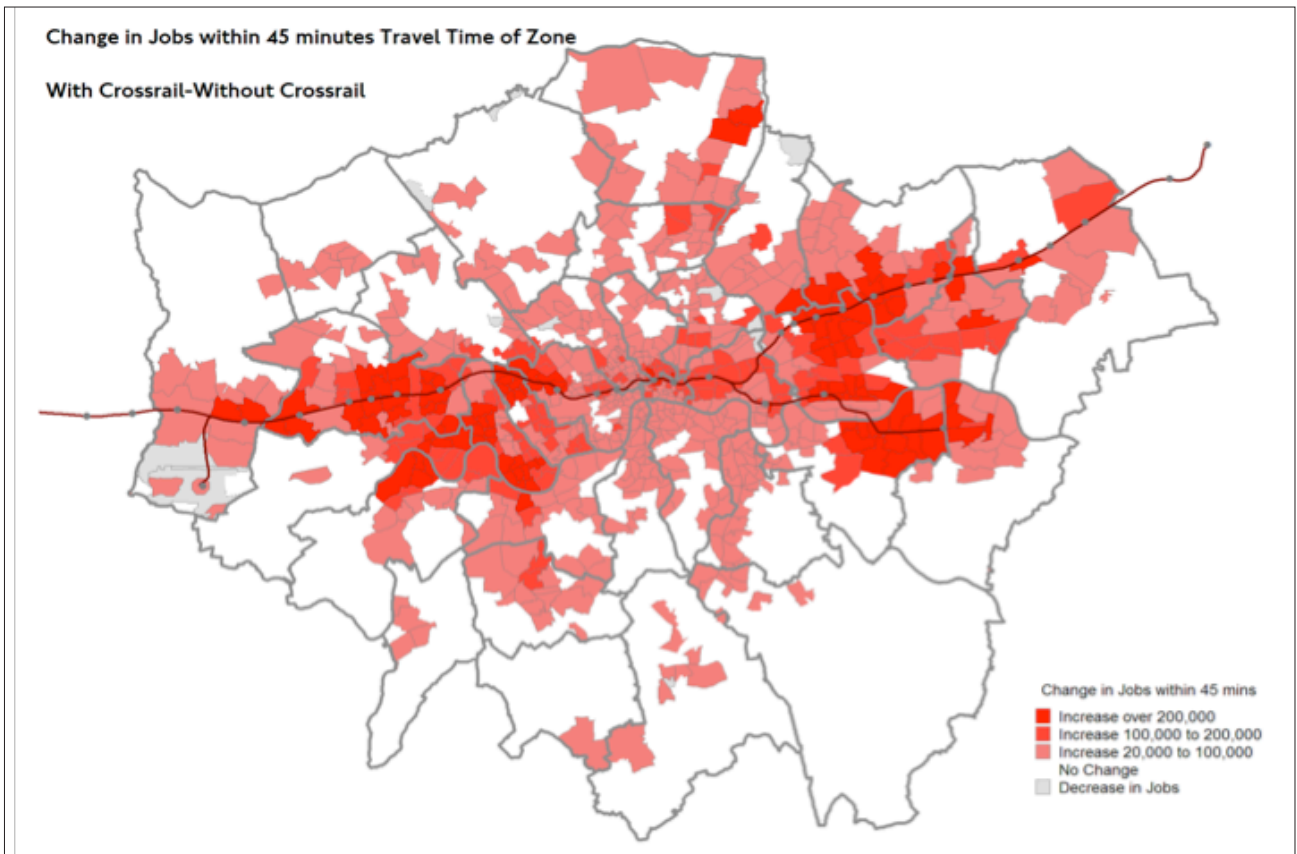 Change in Jobs within 45 minutes Travel Time of Zone
With Crossrail-Without Crossrail
Change in Jobs within 45 mins
Increase over 200,000
Increase 100,000 to 200,000
Increase 20,000 to 100,000
No Change
Decrease in Jobs